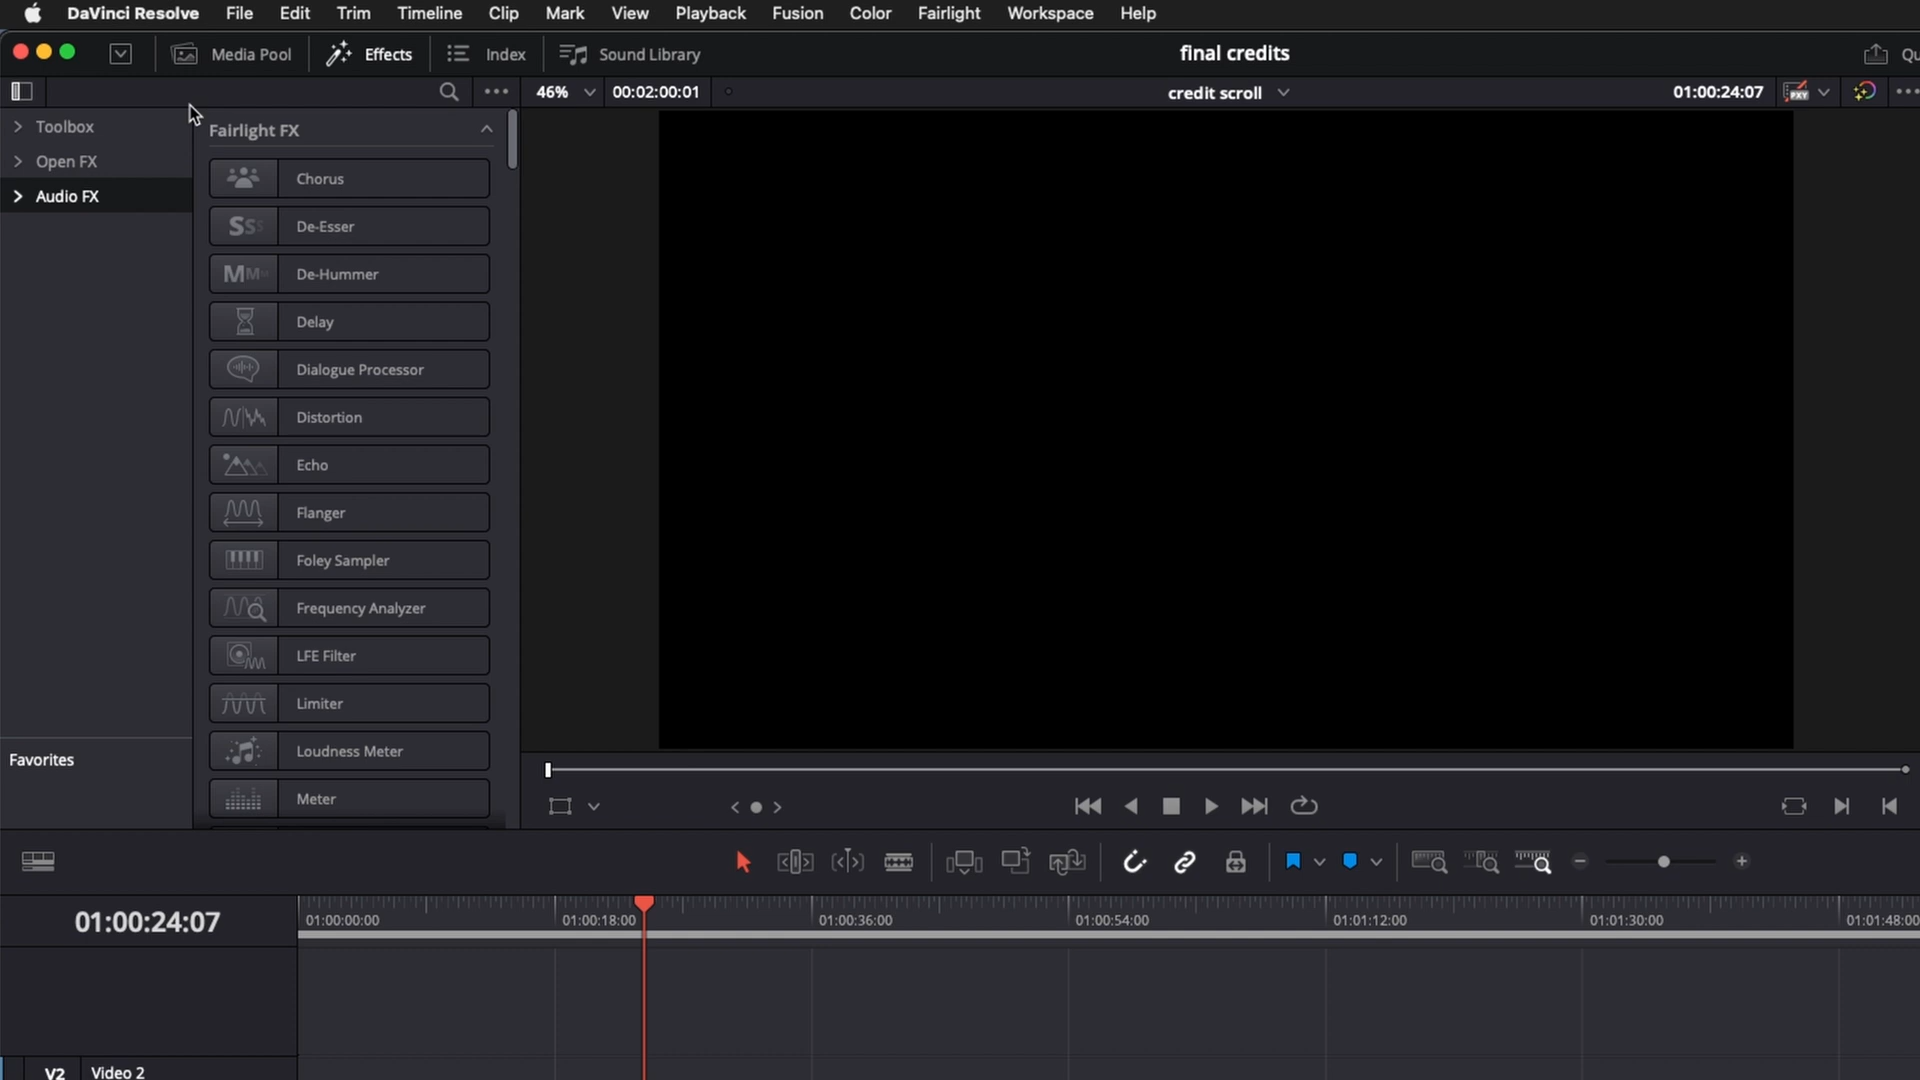 DaVinci Resolve File Edit Trim Timeline Clip Mark View Playback Fusion Color Fairlight Workspace Help
Media Pool Effects Index Sound Library final credits
46% 00:02:00:01 credit scroll 01:00:24:07 PXY
Toolbox
Open FX
Audio FX
Favorites
Fairlight FX
Chorus
De-Esser
De-Hummer
Delay
Dialogue Processor
Distortion
Echo
Flanger
Foley Sampler
Frequency Analyzer
LFE Filter
Limiter
Loudness Meter
Meter
01:00:24:07
01:00:00:00 01:00:18:00 01:00:36:00 01:00:54:00 01:01:12:00 01:01:30:00 01:01:48:00
V2 Video 2